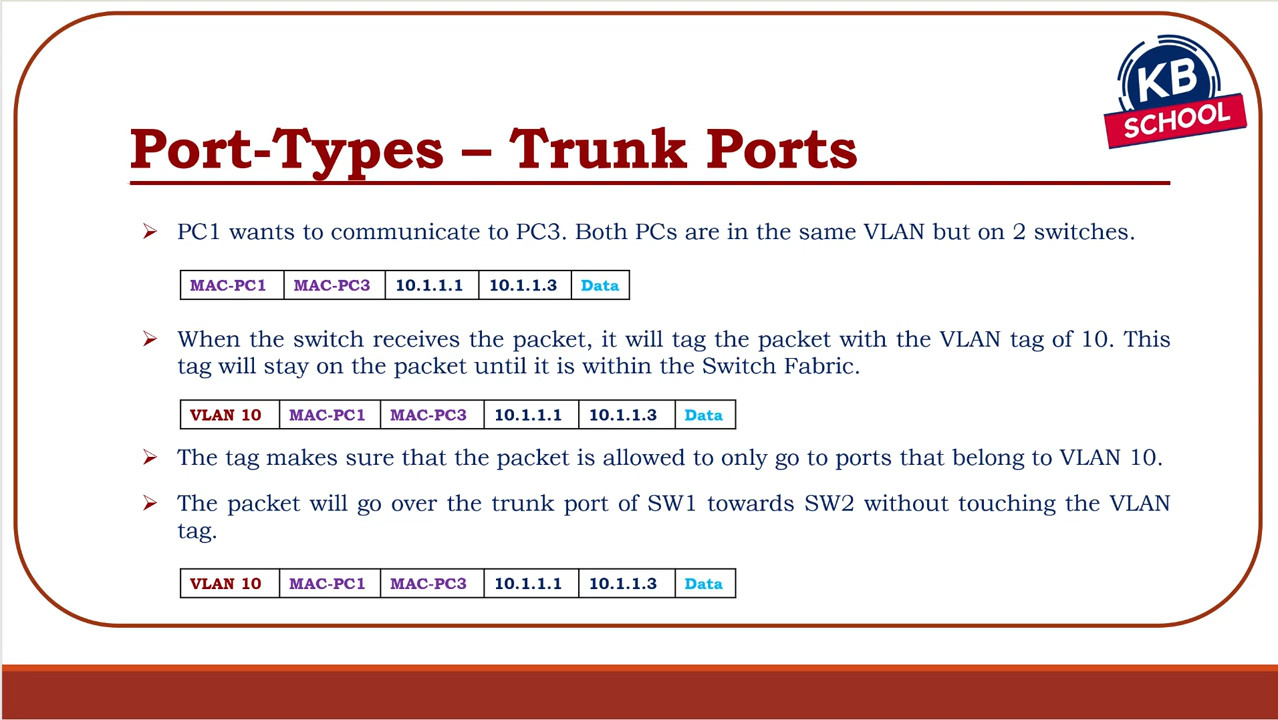 KB
SCHOOL
Port-Types – Trunk Ports
➢ PC1 wants to communicate to PC3. Both PCs are in the same VLAN but on 2 switches.
MAC-PC1 MAC-PC3 10.1.1.1 10.1.1.3 Data
➢ When the switch receives the packet, it will tag the packet with the VLAN tag of 10. This
tag will stay on the packet until it is within the Switch Fabric.
VLAN 10 MAC-PC1 MAC-PC3 10.1.1.1 10.1.1.3 Data
➢ The tag makes sure that the packet is allowed to only go to ports that belong to VLAN 10.
➢ The packet will go over the trunk port of SW1 towards SW2 without touching the VLAN
tag.
VLAN 10 MAC-PC1 MAC-PC3 10.1.1.1 10.1.1.3 Data